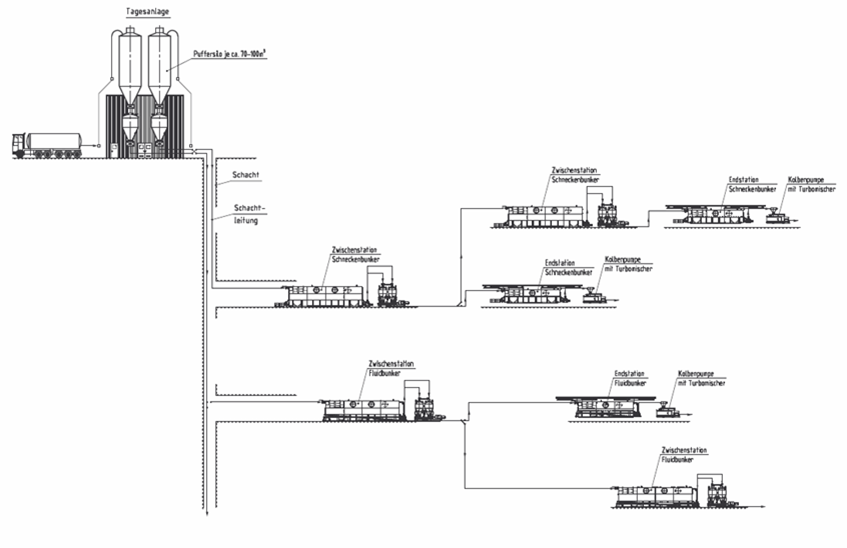 Tagesanlage
Puffersilo je ca. 70-100m³
Schacht
Schacht-
leitung
Zwischenstation
Schneckenbunker
Endstation
Schneckenbunker
Kolbenpumpe
mit Turbomischer
Zwischenstation
Schneckenbunker
Endstation
Schneckenbunker
Kolbenpumpe
mit Turbomischer
Zwischenstation
Fluidbunker
Endstation
Fluidbunker
Kolbenpumpe
mit Turbomischer
Zwischenstation
Fluidbunker